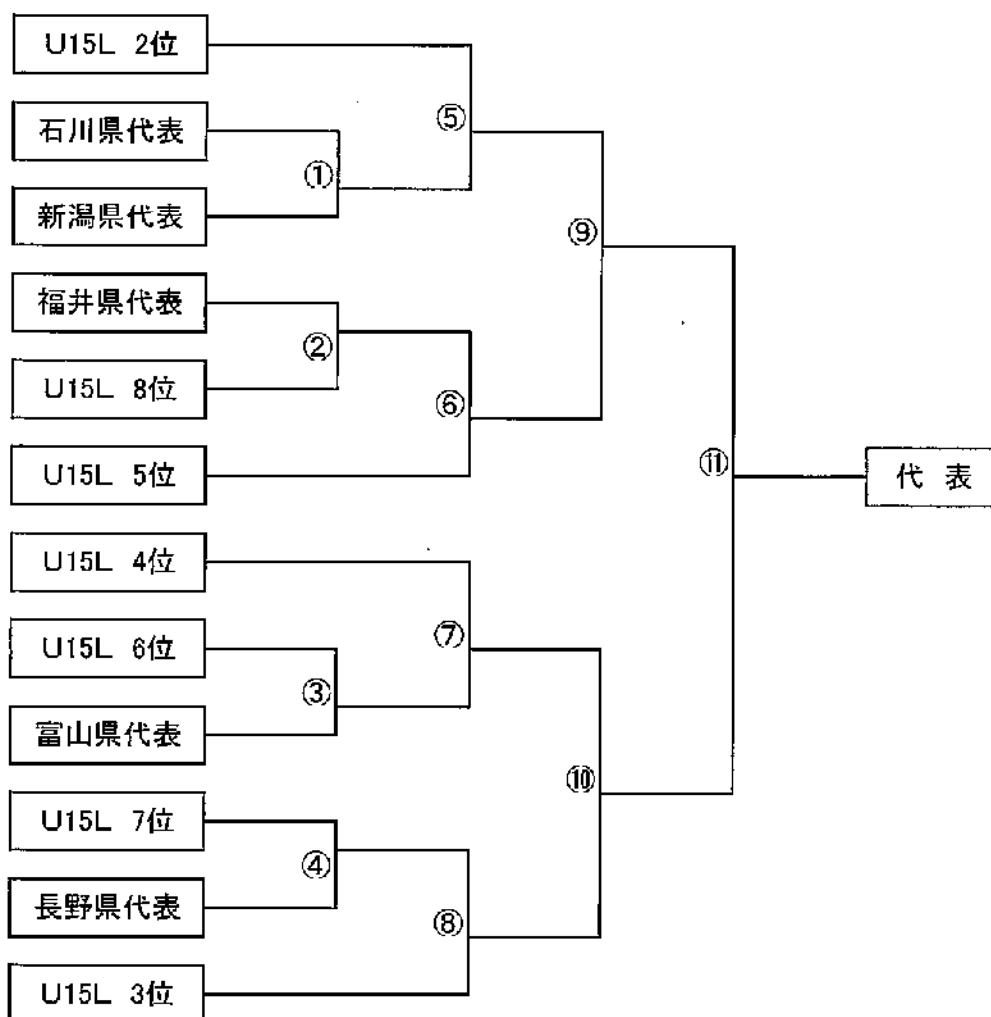 U15L 2位
⑤
石川県代表
①
新潟県代表
⑨
福井県代表
②
U15L 8位
⑥
U15L 5位
⑪
代 表
U15L 4位
U15L 6位
⑦
③
富山県代表
⑩
U15L 7位
④
長野県代表
⑧
U15L 3位